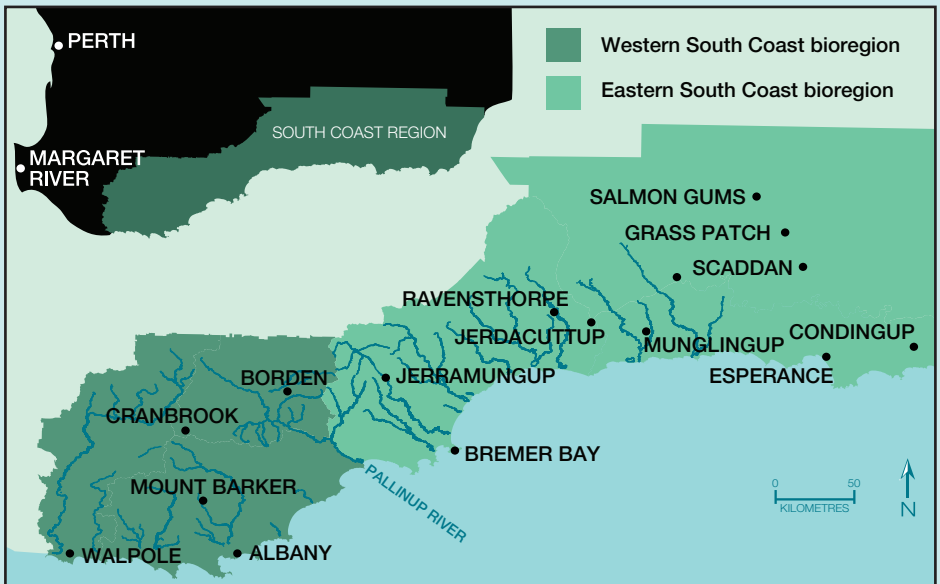 PERTH
MARGARET
RIVER
SOUTH COAST REGION
Western South Coast bioregion
Eastern South Coast bioregion
SALMON GUMS
GRASS PATCH
SCADDAN
RAVENSTHORPE
JERDACUTTUP
MUNGLINGUP
CONDINGUP
ESPERANCE
BORDEN
JERRAMUNGUP
CRANBROOK
BREMER BAY
MOUNT BARKER
PALLINUP RIVER
WALPOLE
ALBANY
0 50
KILOMETRES
N